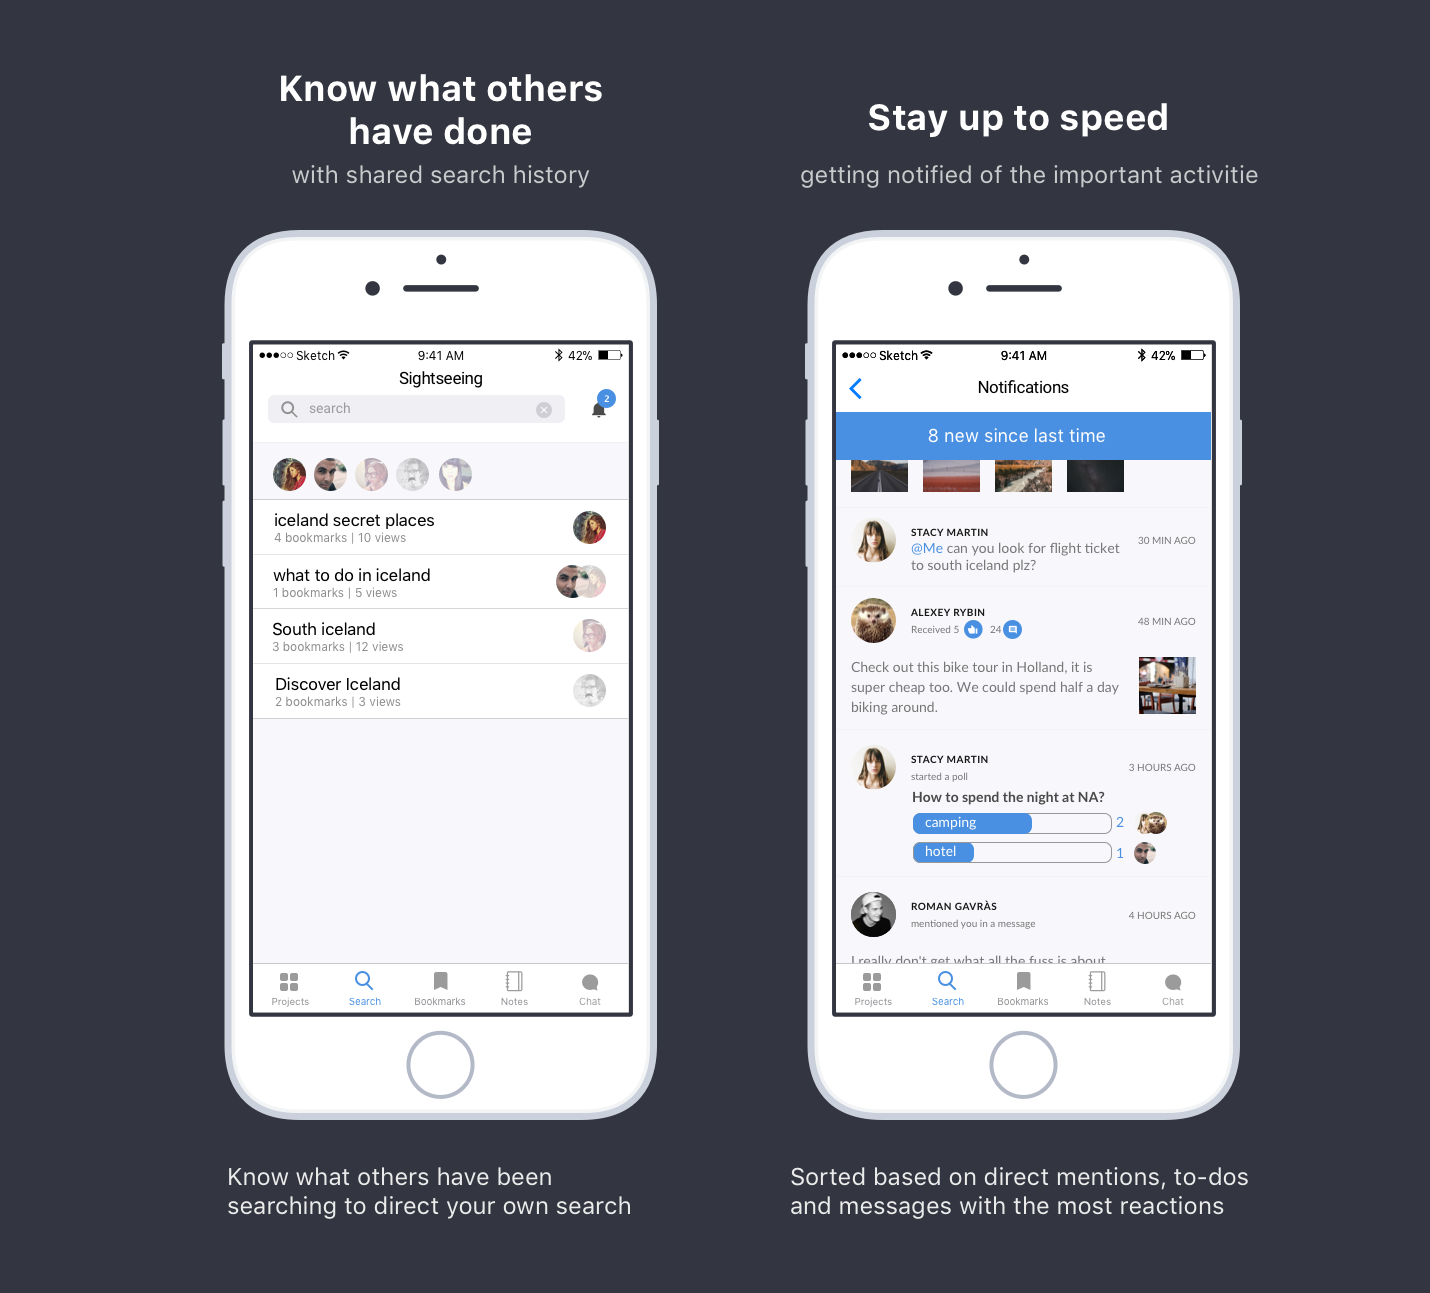 Know what others
have done
with shared search history
Sketch 9:41 AM 42%
Sightseeing
search
2
iceland secret places
4 bookmarks | 10 views
what to do in iceland
1 bookmarks | 5 views
South iceland
3 bookmarks | 12 views
Discover Iceland
2 bookmarks | 3 views
Projects Search Bookmarks Notes Chat
Know what others have been
searching to direct your own search
Stay up to speed
getting notified of the important activitie
Sketch 9:41 AM 42%
Notifications
8 new since last time
STACY MARTIN
30 MIN AGO
@Me can you look for flight ticket
to south iceland plz?
ALEXEY RYBIN
48 MIN AGO
Received 5 24
Check out this bike tour in Holland, it is
super cheap too. We could spend half a day
biking around.
STACY MARTIN
3 HOURS AGO
started a poll
How to spend the night at NA?
camping 2
hotel 1
ROMAN GAVRÀS
4 HOURS AGO
mentioned you in a message
I really don't get what all the fuss is about
Projects Search Bookmarks Notes Chat
Sorted based on direct mentions, to-dos
and messages with the most reactions